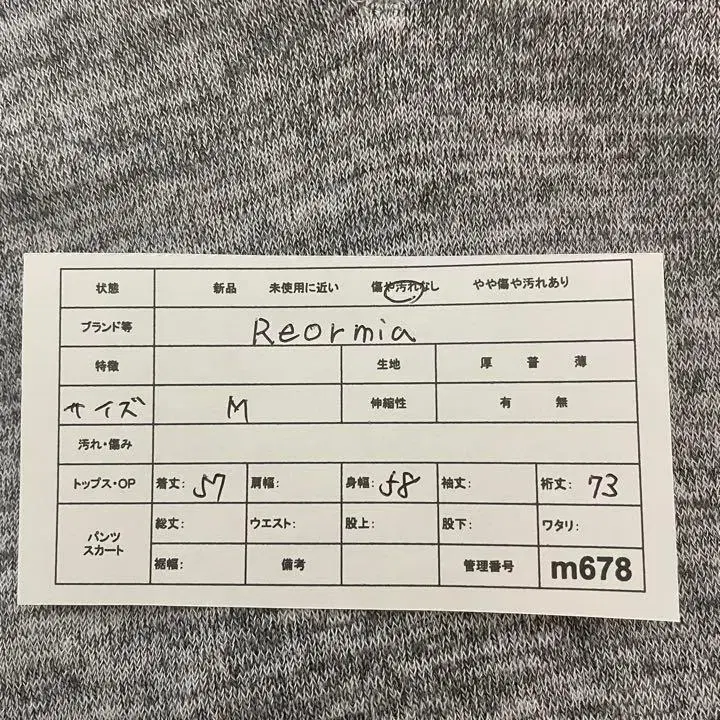 状態 新品 未使用に近い 傷や汚れなし やや傷や汚れあり
ブランド等 Reormia
特徴 生地 厚 普 薄
サイズ M 伸縮性 有 無
汚れ・傷み
トップス・OP 着丈: 57 肩幅: 身幅: 58 袖丈: 裄丈: 73
パンツ スカート 総丈: ウエスト: 股上: 股下: ワタリ:
裾幅: 備考 管理番号 m678